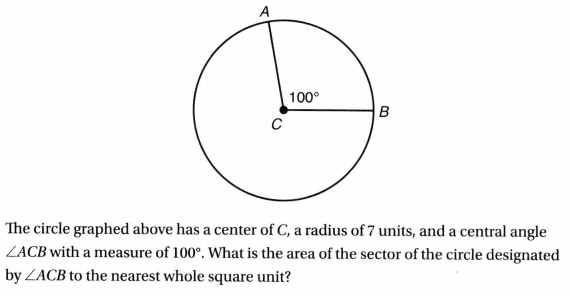 A
100°
B
C
The circle graphed above has a center of C, a radius of 7 units, and a central angle
∠ACB with a measure of 100°. What is the area of the sector of the circle designated
by ∠ACB to the nearest whole square unit?